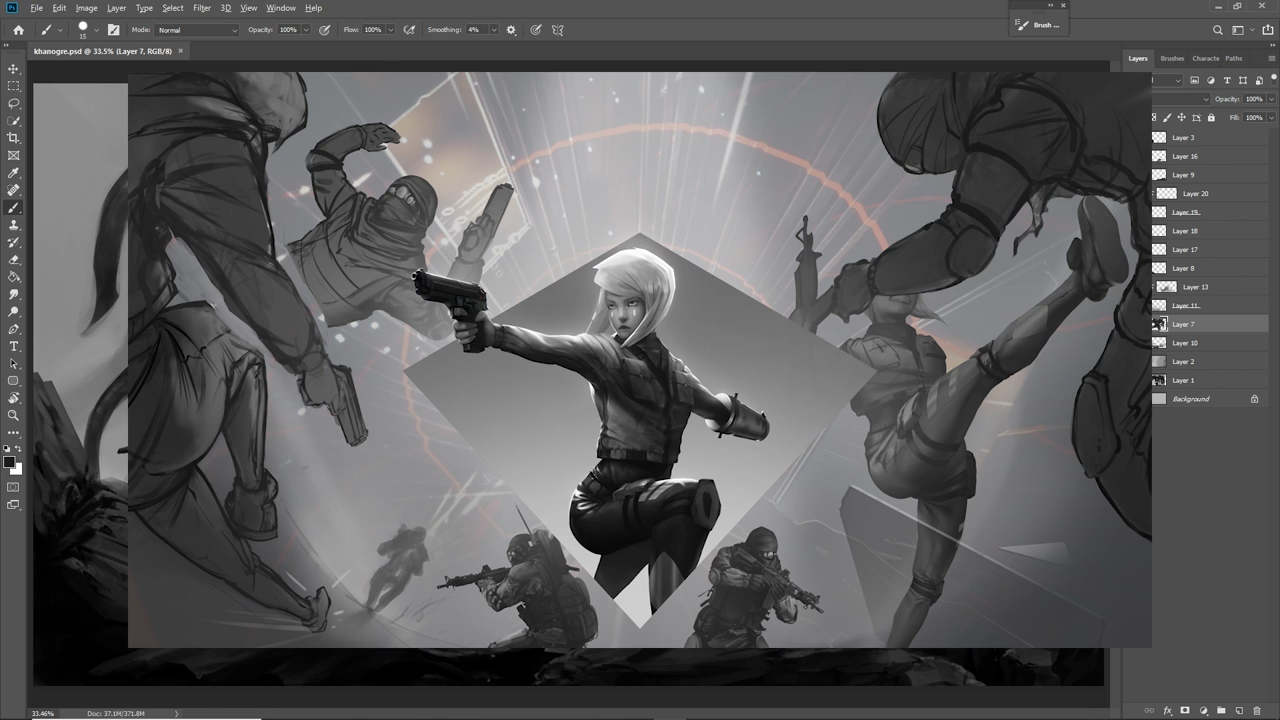 Ps File Edit Image Layer Type Select Filter 3D View Window Help
15 Mode: Normal Opacity: 100% Flow: 100% Smoothing: 4%
Brush ...
khanogre.psd @ 33.5% (Layer 7, RGB/8) ×
Layers Brushes Characte Paths
Opacity: 100%
Fill: 100%
Layer 3
Layer 16
Layer 9
Layer 20
Layer 19
Layer 18
Layer 17
Layer 8
Layer 13
Layer 11
Layer 7
Layer 10
Layer 2
Layer 1
Background
33.46% Doc: 37.1M/371.8M